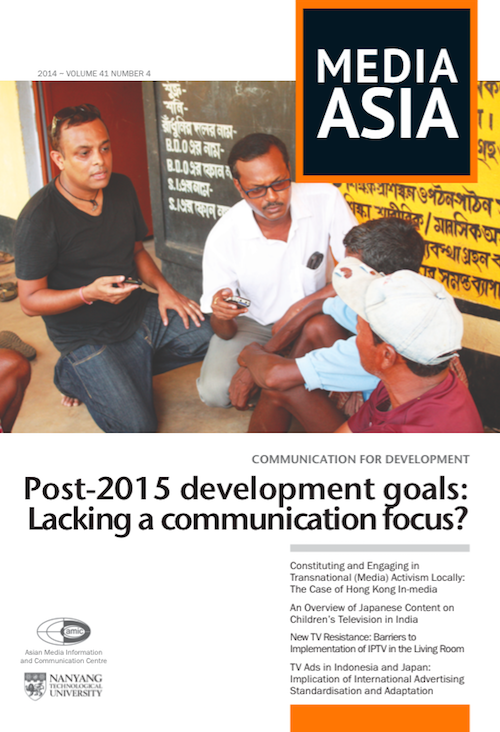 2014 – VOLUME 41 NUMBER 4
MEDIA
ASIA
শিক্ষা
B.D.O এর নাম-
B.D.O এর ফোন নং-
S.I এর নাম-
S.I এর ফোন নং-
COMMUNICATION FOR DEVELOPMENT
Post-2015 development goals:
Lacking a communication focus?
Constituting and Engaging in
Transnational (Media) Activism Locally:
The Case of Hong Kong In-media
An Overview of Japanese Content on
Children’s Television in India
New TV Resistance: Barriers to
Implementation of IPTV in the Living Room
TV Ads in Indonesia and Japan:
Implication of International Advertising
Standardisation and Adaptation
amic
Asian Media Information
and Communication Centre
NANYANG
TECHNOLOGICAL
UNIVERSITY